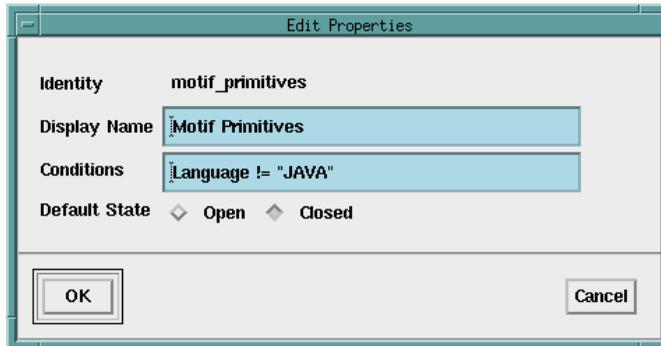 Edit Properties
Identity motif_primitives
Display Name Motif Primitives
Conditions Language != "JAVA"
Default State Open Closed
OK Cancel